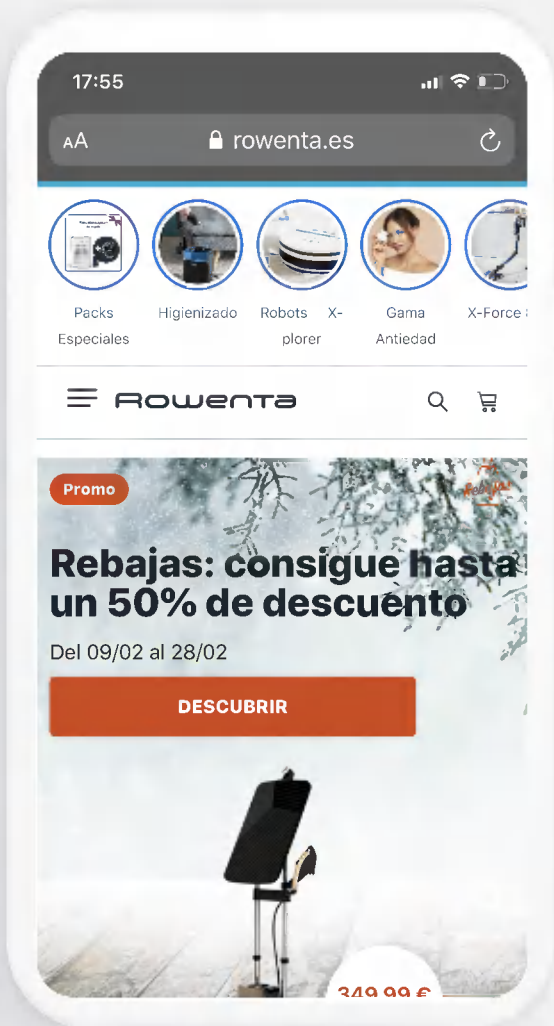 17:55
AA rowenta.es
Packs Especiales
Higienizado
Robots X-plorer
Gama Antiedad
X-Force
Rowenta
Promo
Rebajas
Rebajas: consigue hasta
un 50% de descuento
Del 09/02 al 28/02
DESCUBRIR
349,99 €